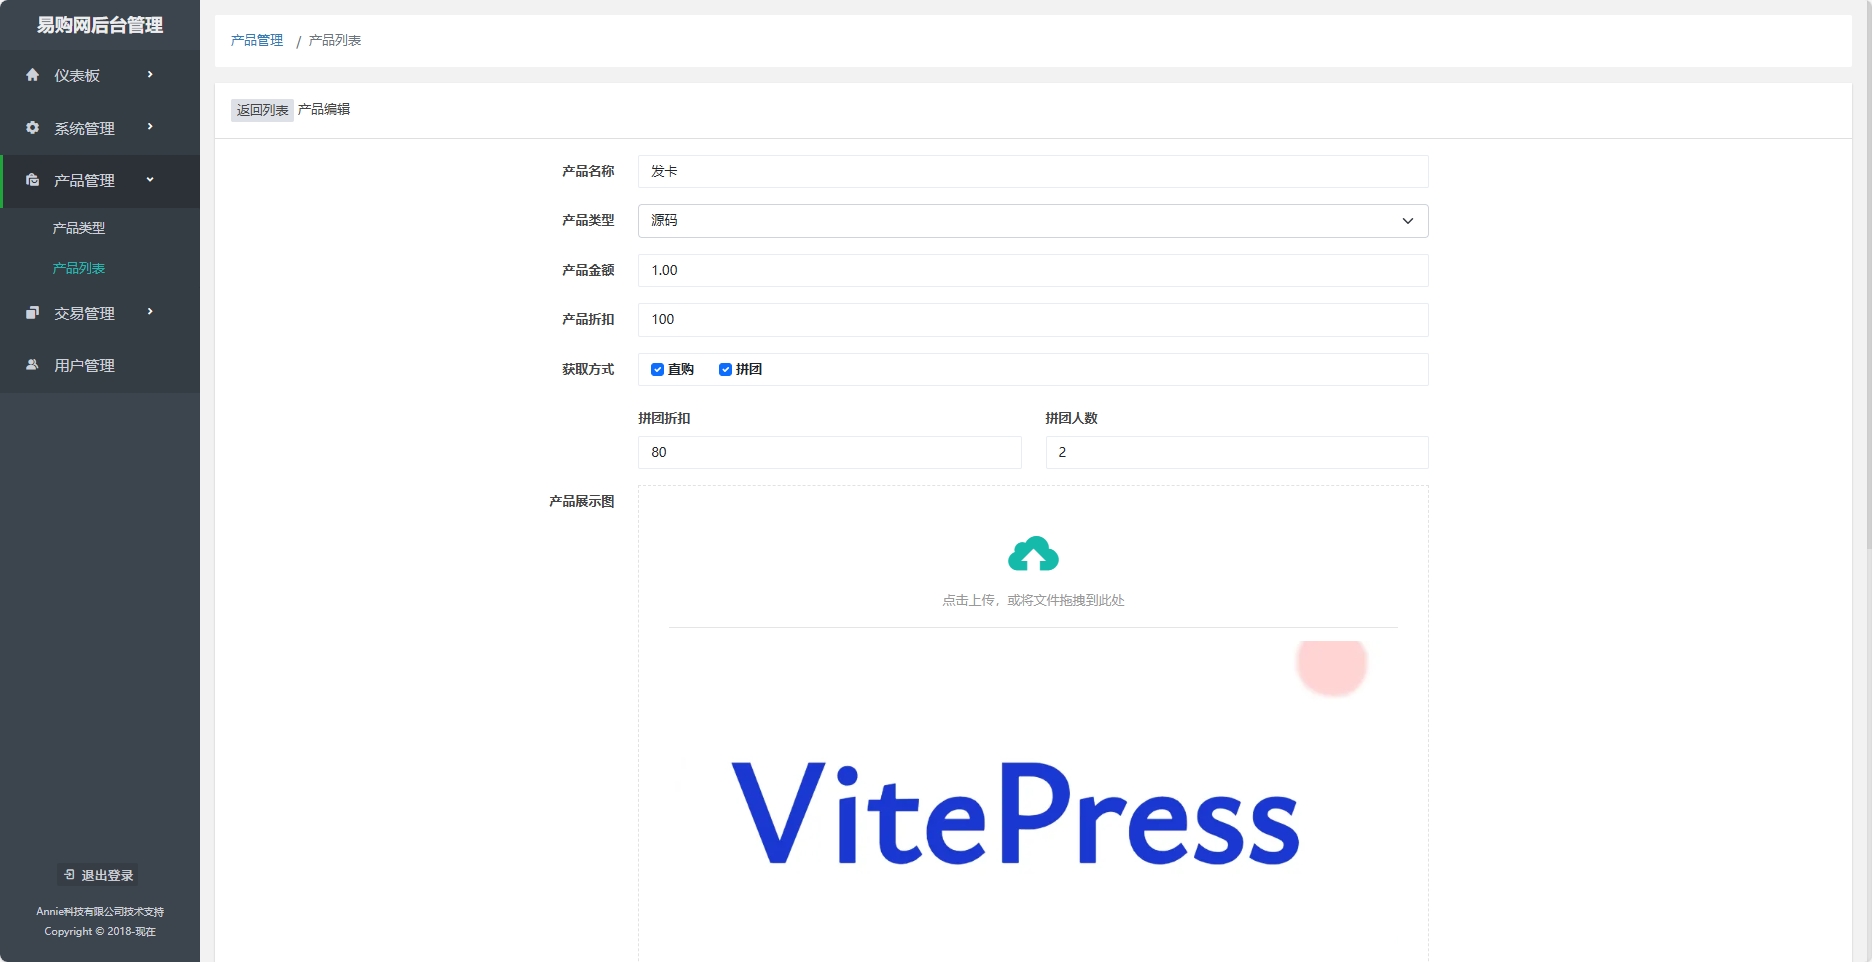 易购网后台管理
仪表板
系统管理
产品管理
产品类型
产品列表
交易管理
用户管理
退出登录
Annie科技有限公司技术支持
Copyright © 2018-现在
产品管理 / 产品列表
返回列表 产品编辑
产品名称 发卡
产品类型 源码
产品金额 1.00
产品折扣 100
获取方式 直购 拼团
拼团折扣 拼团人数
80 2
产品展示图
点击上传，或将文件拖拽到此处
VitePress